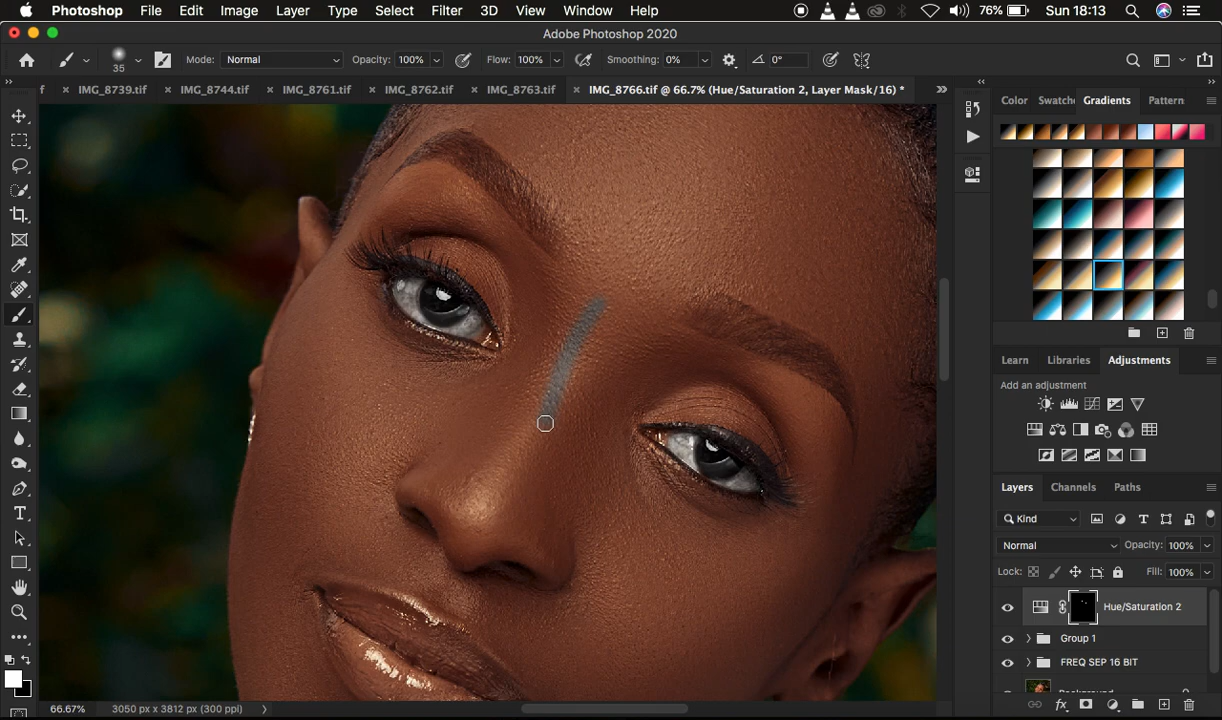 Photoshop File Edit Image Layer Type Select Filter 3D View Window Help 76% Sun 18:13
Adobe Photoshop 2020
35 Mode: Normal Opacity: 100% Flow: 100% Smoothing: 0% 0°
f × IMG_8739.tif × IMG_8744.tif × IMG_8761.tif × IMG_8762.tif × IMG_8763.tif × IMG_8766.tif @ 66.7% (Hue/Saturation 2, Layer Mask/16) *
Color Swatche Gradients Pattern
Learn Libraries Adjustments
Add an adjustment
Layers Channels Paths
Kind
Normal Opacity: 100%
Lock: Fill: 100%
Hue/Saturation 2
Group 1
FREQ SEP 16 BIT
Background
66.67% 3050 px x 3812 px (300 ppi)